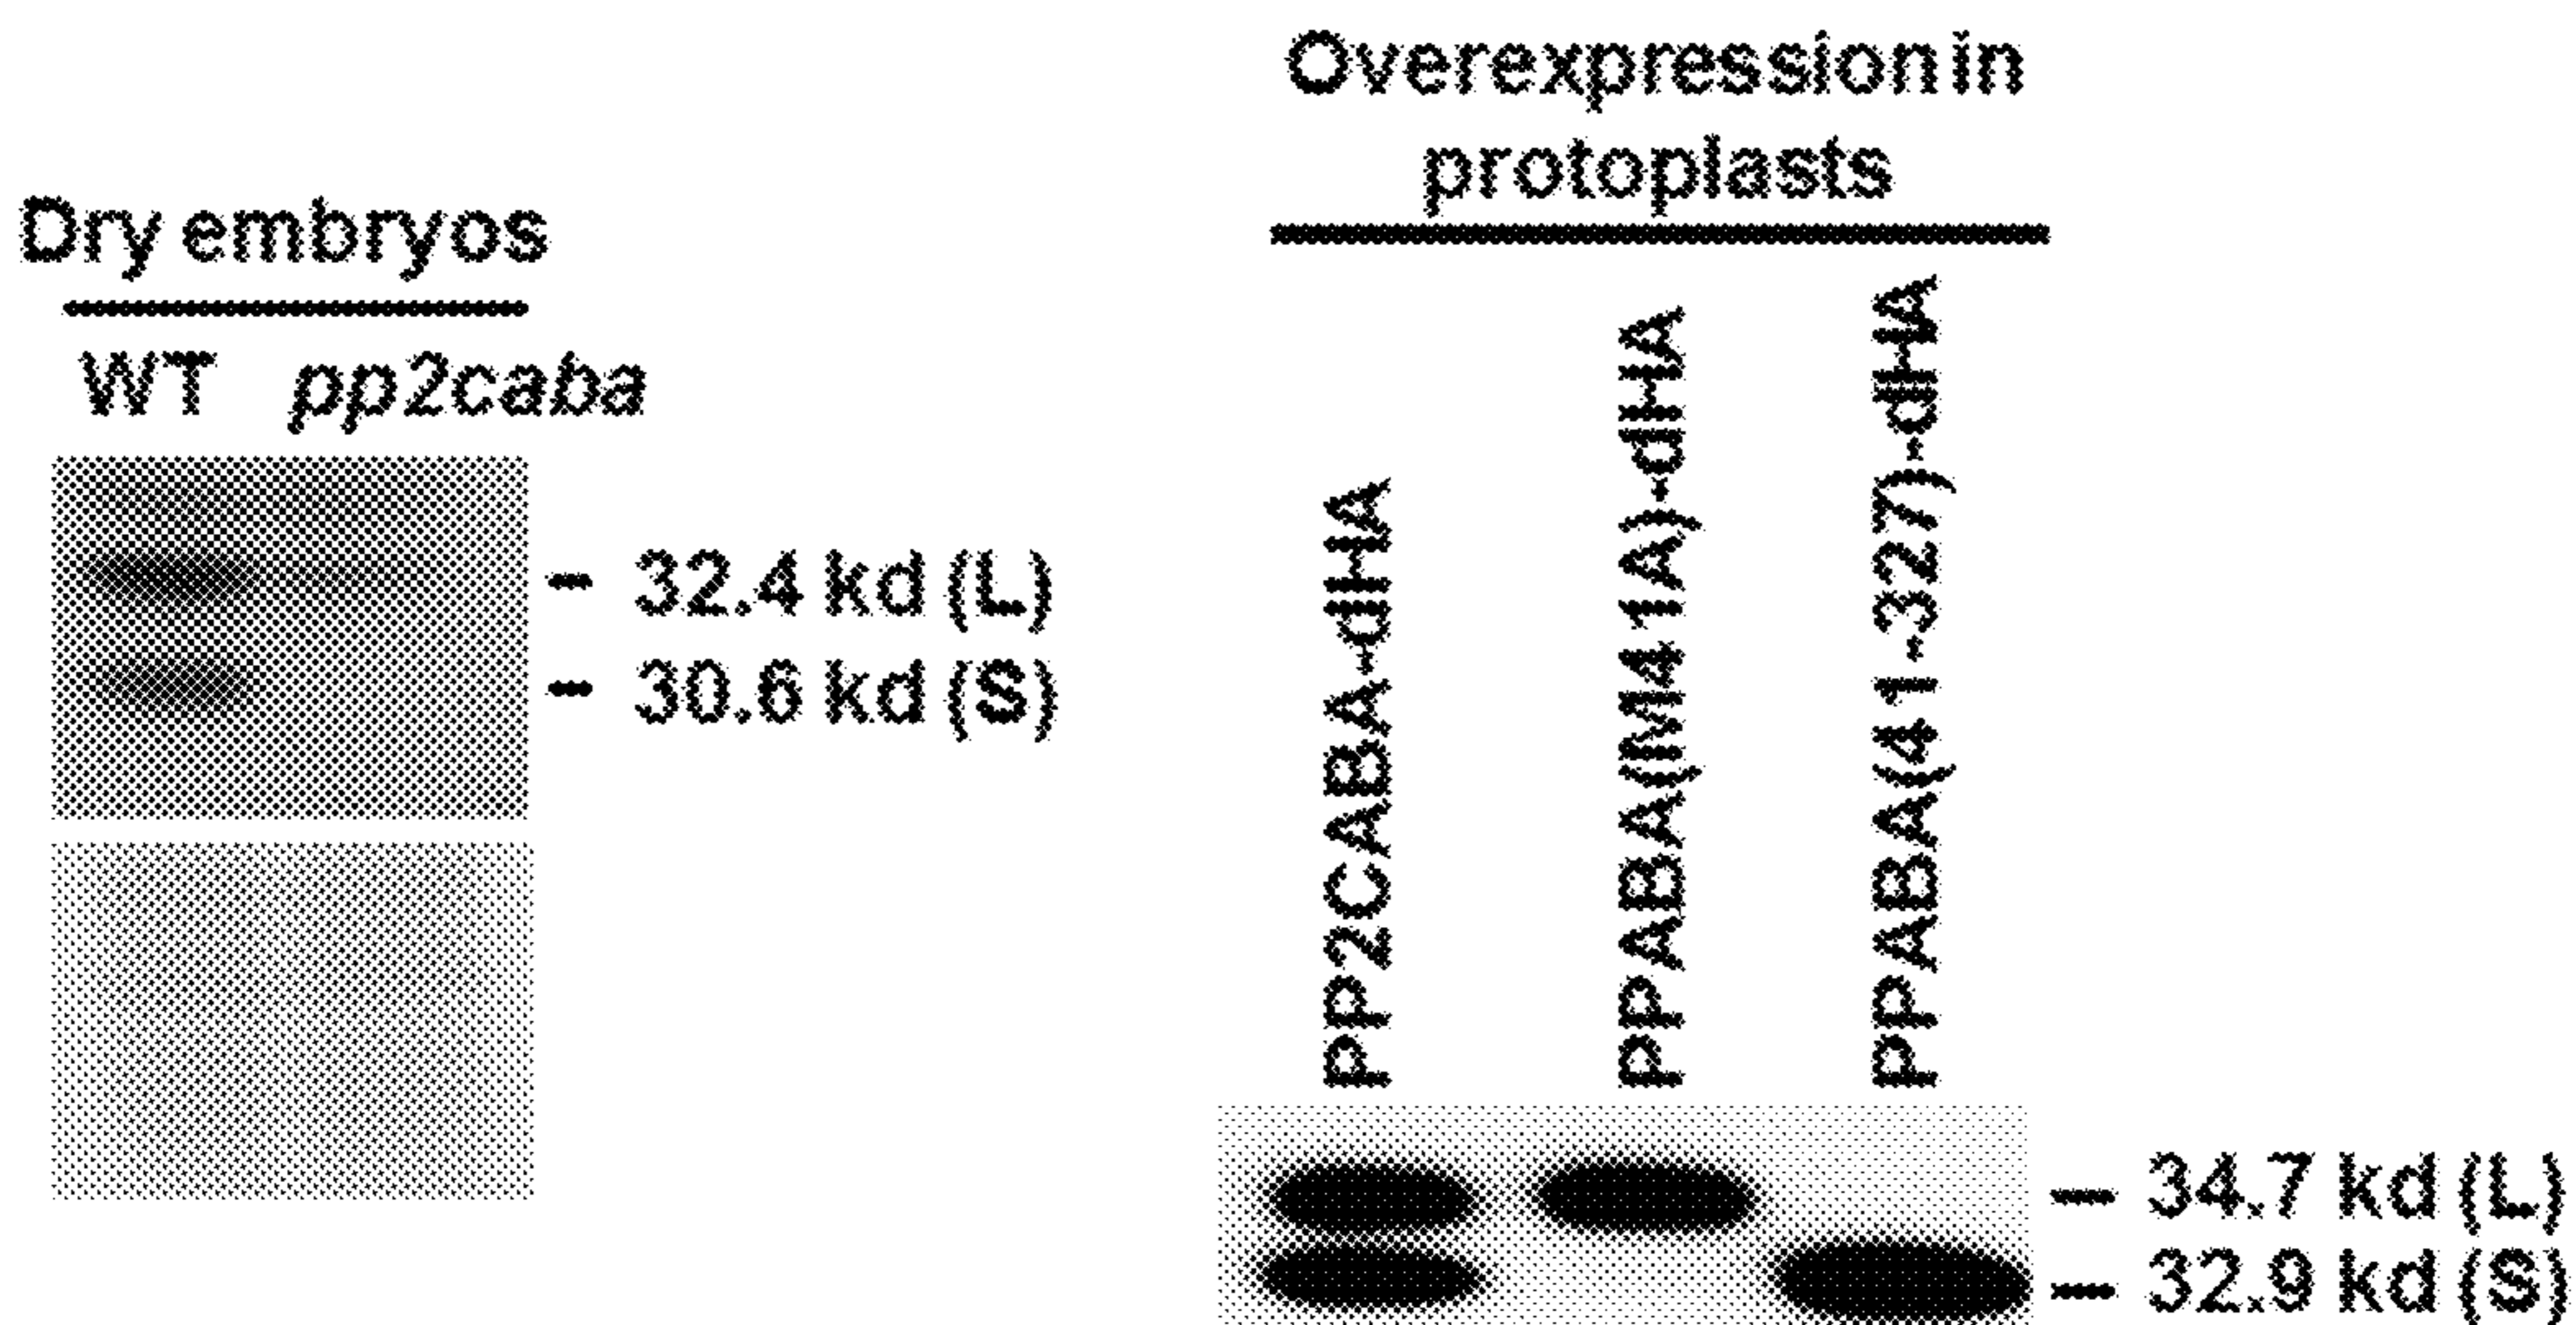 Dry embryos
WT pp2caba
- 32.4 kd (L)
- 30.6 kd (S)
Overexpression in
protoplasts
PP2CABA-dHA
PPABA(M41A)-dHA
PPABA(41-327)-dHA
- 34.7 kd (L)
- 32.9 kd (S)